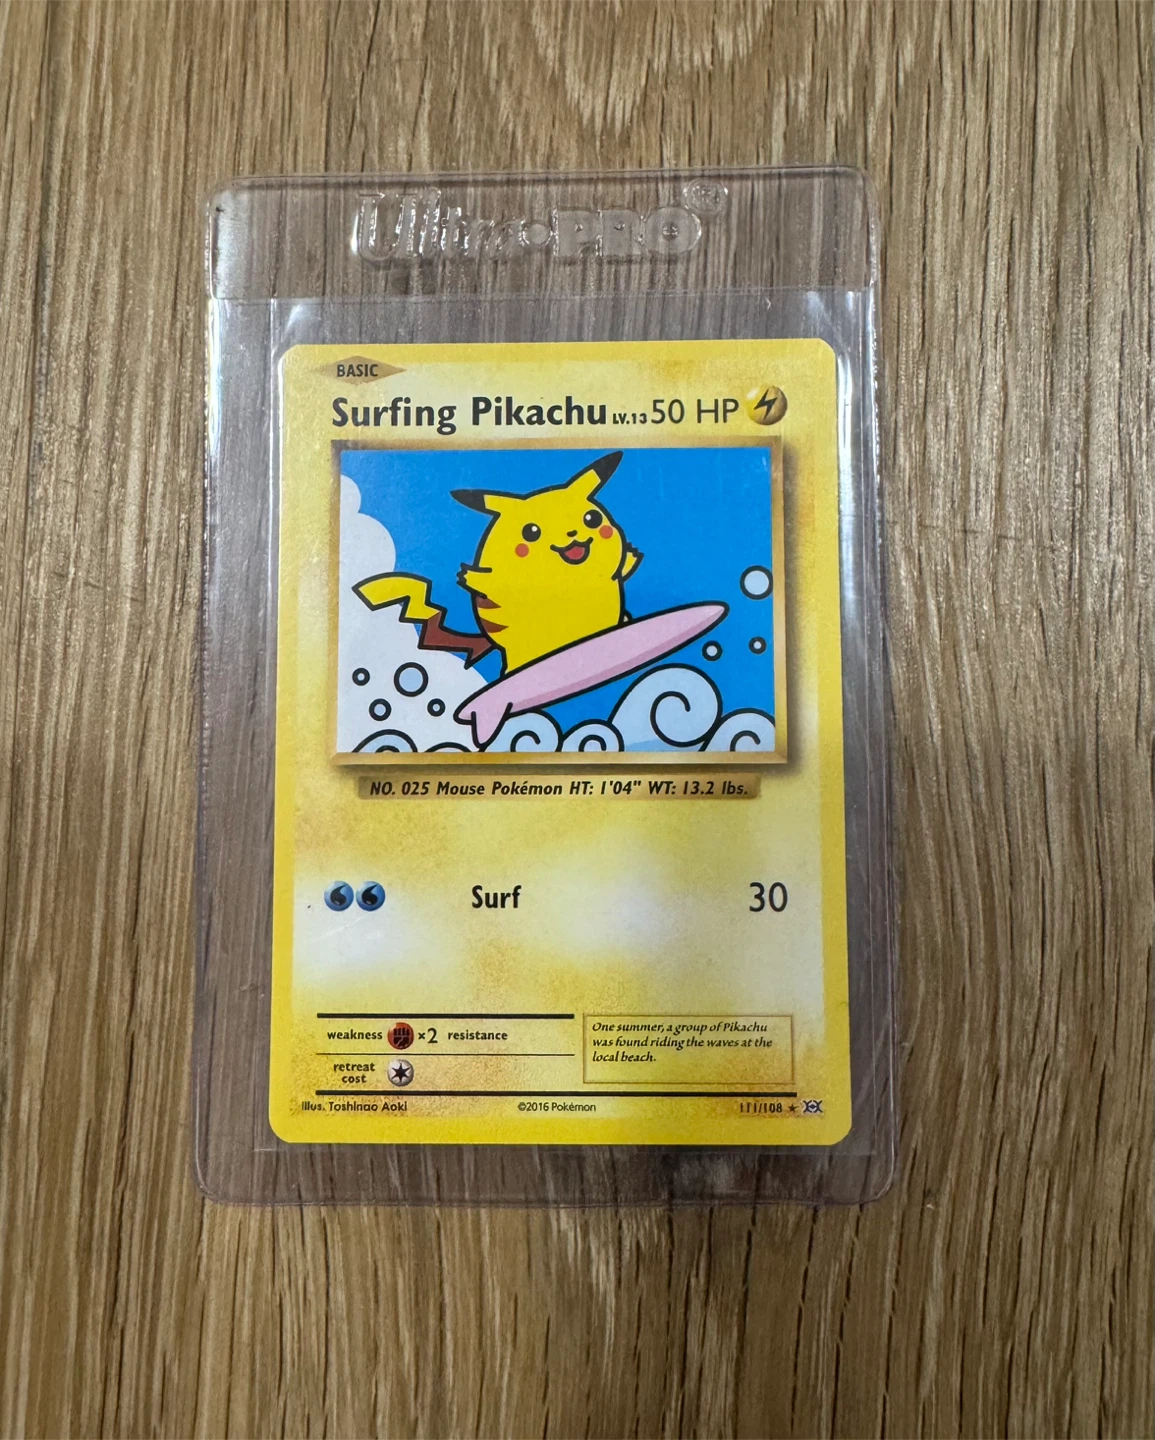 Ultra•PRO®
BASIC
Surfing Pikachu LV.13 50 HP
NO. 025 Mouse Pokémon HT: 1'04" WT: 13.2 lbs.
Surf 30
weakness ×2 resistance
retreat
cost
One summer, a group of Pikachu
was found riding the waves at the
local beach.
Illus. Toshinao Aoki ©2016 Pokémon 111/108 ★